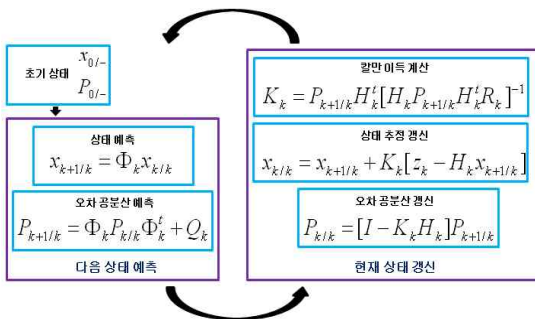 초기 상태
x_{0/-}
P_{0/-}
상태 예측
x_{k+1/k} = Φ_k x_{k/k}
오차 공분산 예측
P_{k+1/k} = Φ_k P_{k/k} Φ_k^t + Q_k
다음 상태 예측
칼만 이득 계산
K_k = P_{k+1/k} H_k^t [H_k P_{k+1/k} H_k^t R_k]^{-1}
상태 추정 갱신
x_{k/k} = x_{k+1/k} + K_k [z_k - H_k x_{k+1/k}]
오차 공분산 갱신
P_{k/k} = [I - K_k H_k] P_{k+1/k}
현재 상태 갱신